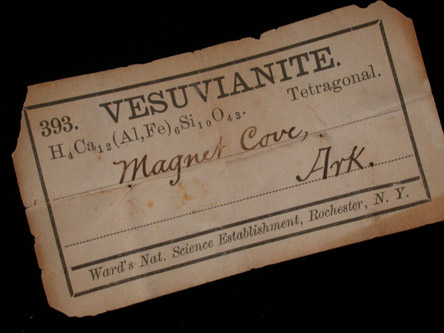 393. VESUVIANITE.
H₄Ca₁₂(Al,Fe)₆Si₁₀O₄₃. Tetragonal.
Magnet Cove,
Ark.
Ward's Nat. Science Establishment, Rochester, N. Y.